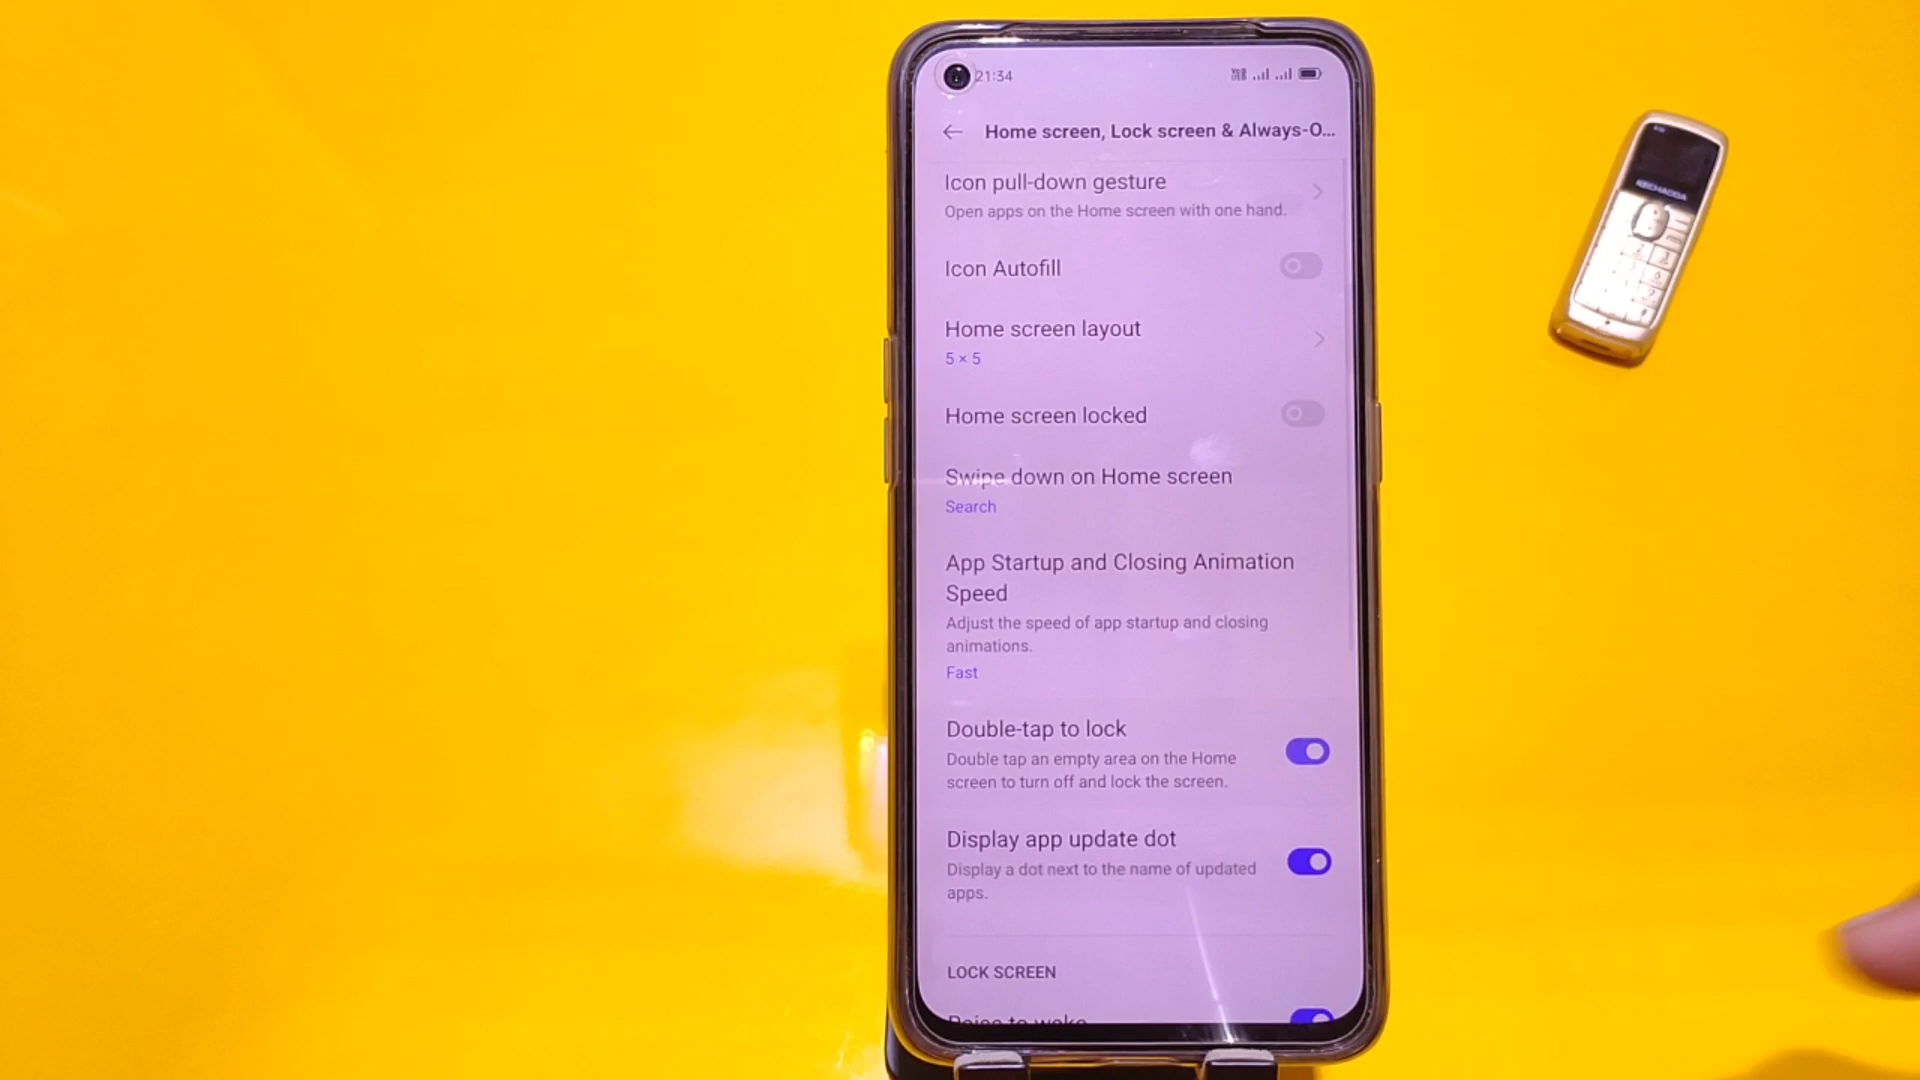 21:34
Home screen, Lock screen & Always-O...
Icon pull-down gesture
Open apps on the Home screen with one hand.
Icon Autofill
Home screen layout
5 × 5
Home screen locked
Swipe down on Home screen
Search
App Startup and Closing Animation
Speed
Adjust the speed of app startup and closing
animations.
Fast
Double-tap to lock
Double tap an empty area on the Home
screen to turn off and lock the screen.
Display app update dot
Display a dot next to the name of updated
apps.
LOCK SCREEN
Raise to wake